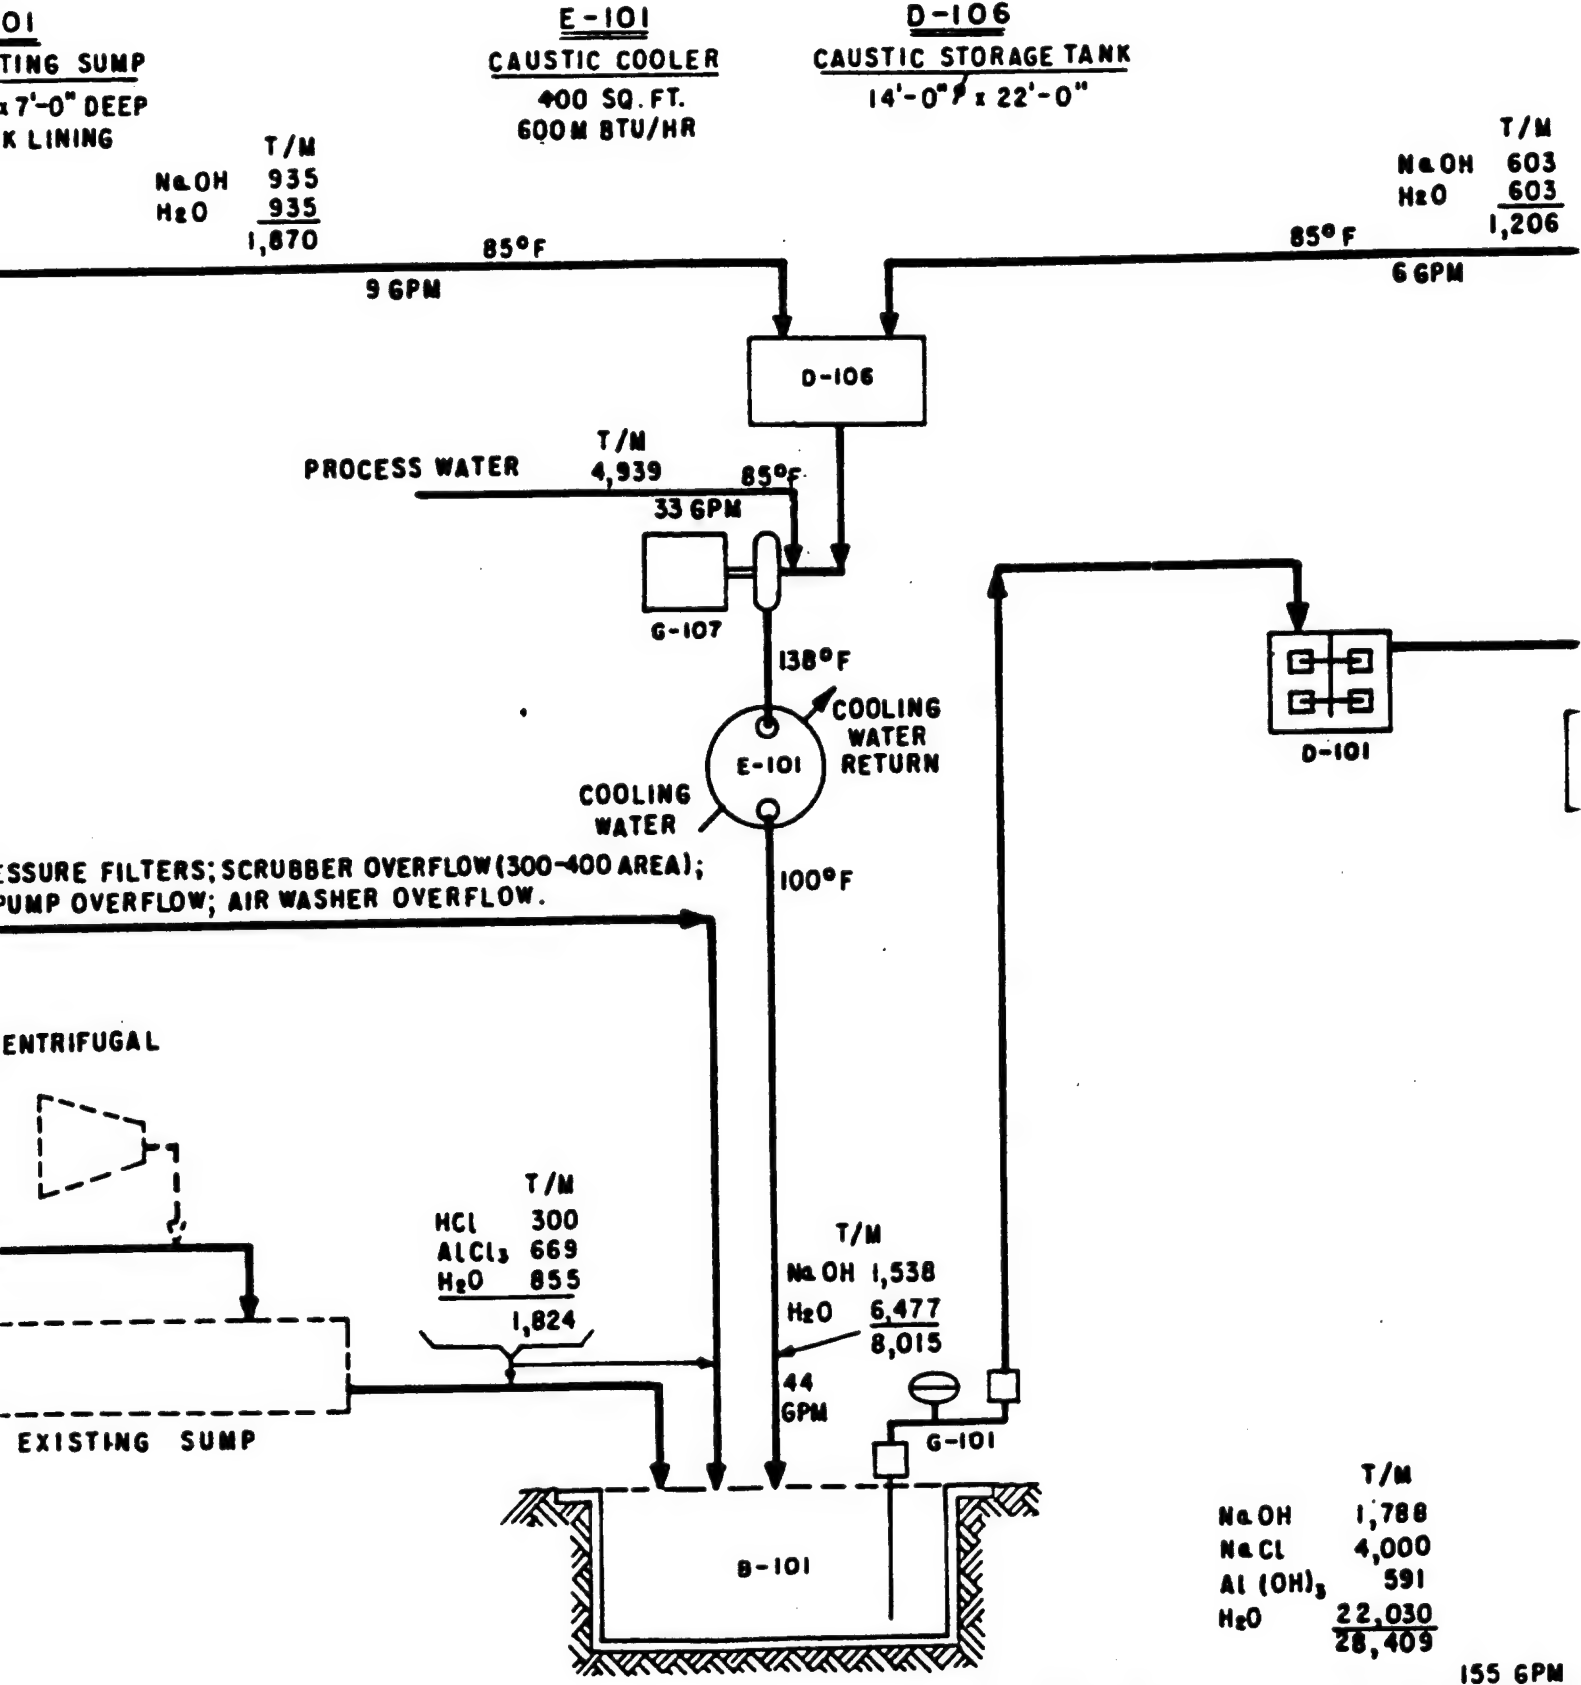 01
TING SUMP
x 7'-0" DEEP
K LINING
E-101
CAUSTIC COOLER
400 SQ. FT.
600M BTU/HR
D-106
CAUSTIC STORAGE TANK
14'-0"ø x 22'-0"
T/M
NaOH 935
H2O 935
1,870
85°F
9 GPM
T/M
NaOH 603
H2O 603
1,206
85°F
6 GPM
D-106
PROCESS WATER
T/M
4,939
85°F
33 GPM
G-107
138°F
COOLING
WATER
RETURN
E-101
COOLING
WATER
100°F
D-101
ESSURE FILTERS; SCRUBBER OVERFLOW (300-400 AREA);
PUMP OVERFLOW; AIR WASHER OVERFLOW.
ENTRIFUGAL
T/M
HCl 300
AlCl3 669
H2O 855
1,824
T/M
NaOH 1,538
H2O 6,477
8,015
44
GPM
G-101
EXISTING SUMP
B-101
T/M
NaOH 1,788
NaCl 4,000
Al (OH)3 591
H2O 22,030
28,409
155 GPM